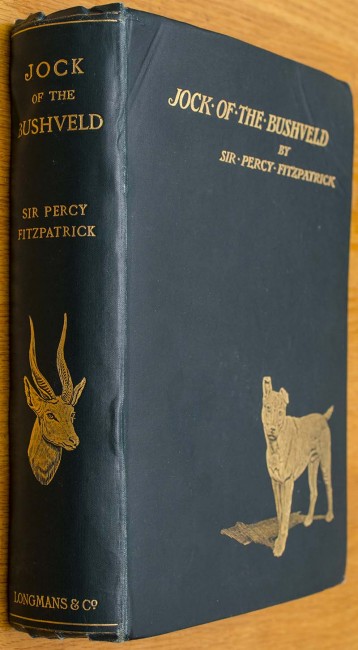 JOCK
OF THE
BUSHVELD
SIR PERCY
FITZPATRICK
LONGMANS & Cº
JOCK·OF·THE·BUSHVELD
BY
SIR·PERCY·FITZPATRICK